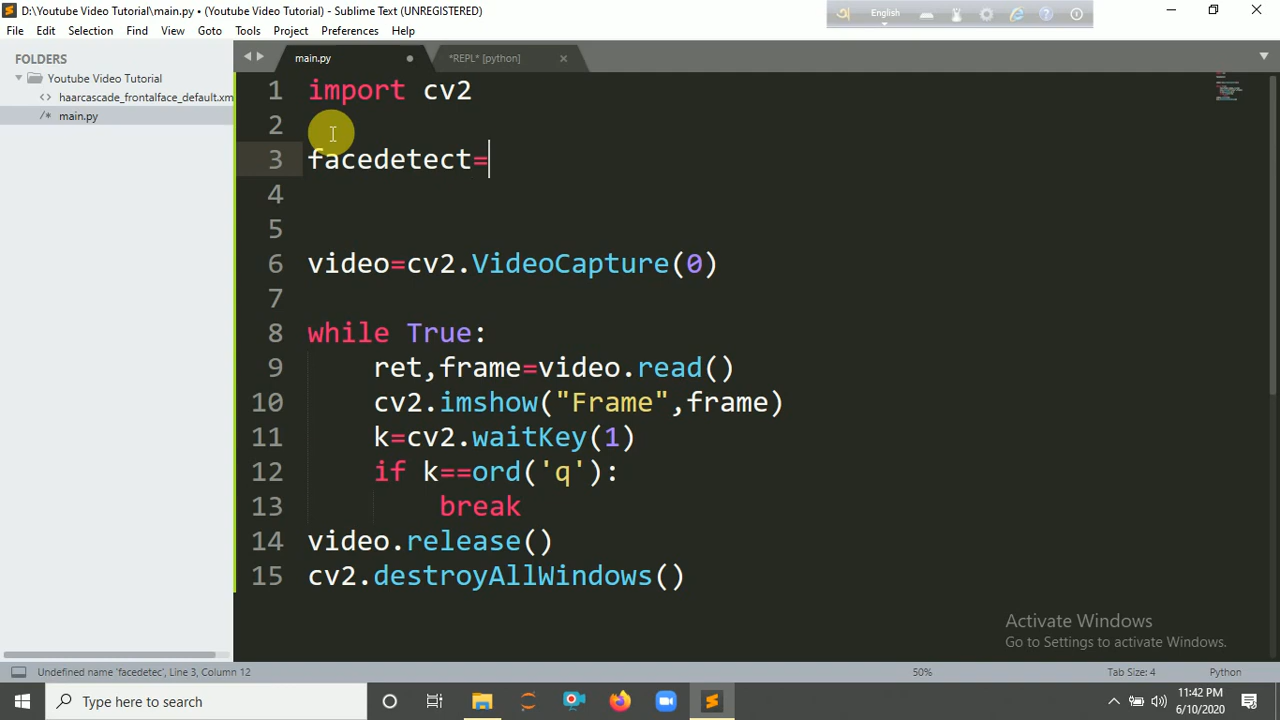 D:\Youtube Video Tutorial\main.py • (Youtube Video Tutorial) - Sublime Text (UNREGISTERED)
English
File Edit Selection Find View Goto Tools Project Preferences Help
FOLDERS
Youtube Video Tutorial
<> haarcascade_frontalface_default.xm
/* main.py
main.py
*REPL* [python]
1 import cv2
2
3 facedetect=
4
5
6 video=cv2.VideoCapture(0)
7
8 while True:
9 ret,frame=video.read()
10 cv2.imshow("Frame",frame)
11 k=cv2.waitKey(1)
12 if k==ord('q'):
13 break
14 video.release()
15 cv2.destroyAllWindows()
Activate Windows
Go to Settings to activate Windows.
Undefined name 'facedetec', Line 3, Column 12
50%
Tab Size: 4
Python
Type here to search
11:42 PM
6/10/2020